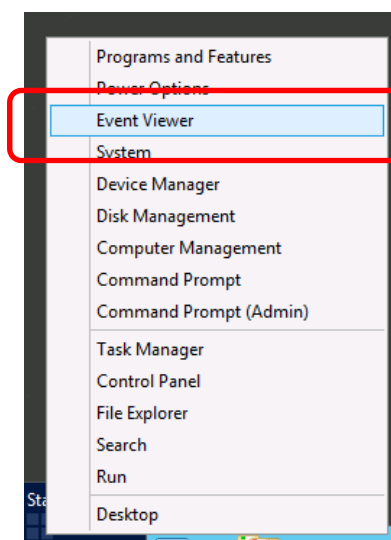 Programs and Features
Power Options
Event Viewer
System
Device Manager
Disk Management
Computer Management
Command Prompt
Command Prompt (Admin)
Task Manager
Control Panel
File Explorer
Search
Run
Desktop